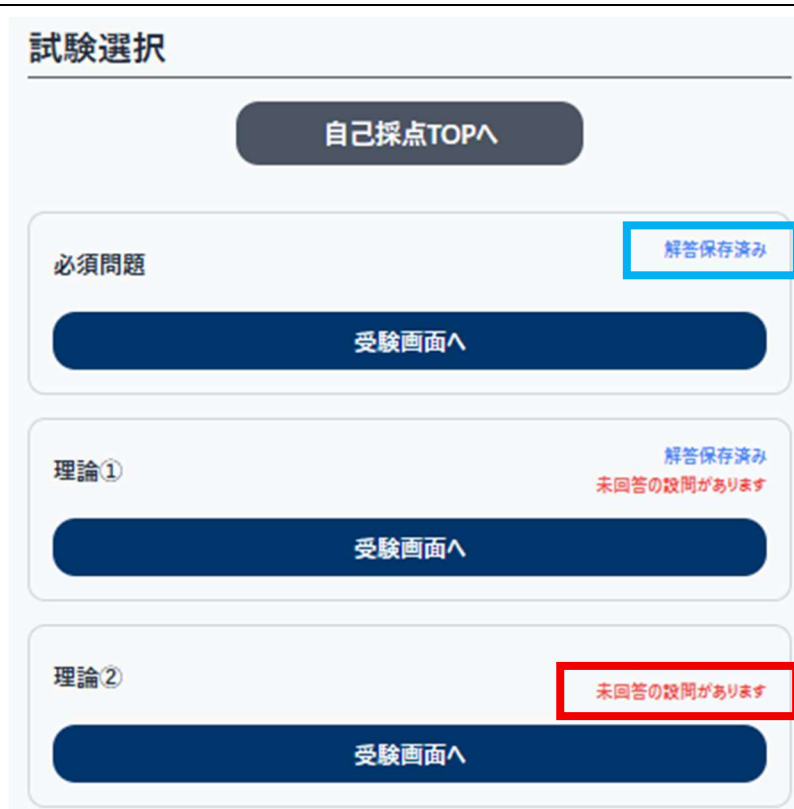 試験選択
自己採点TOPへ
解答保存済み
必須問題
受験画面へ
解答保存済み
理論①
未回答の設問があります
受験画面へ
理論②
未回答の設問があります
受験画面へ